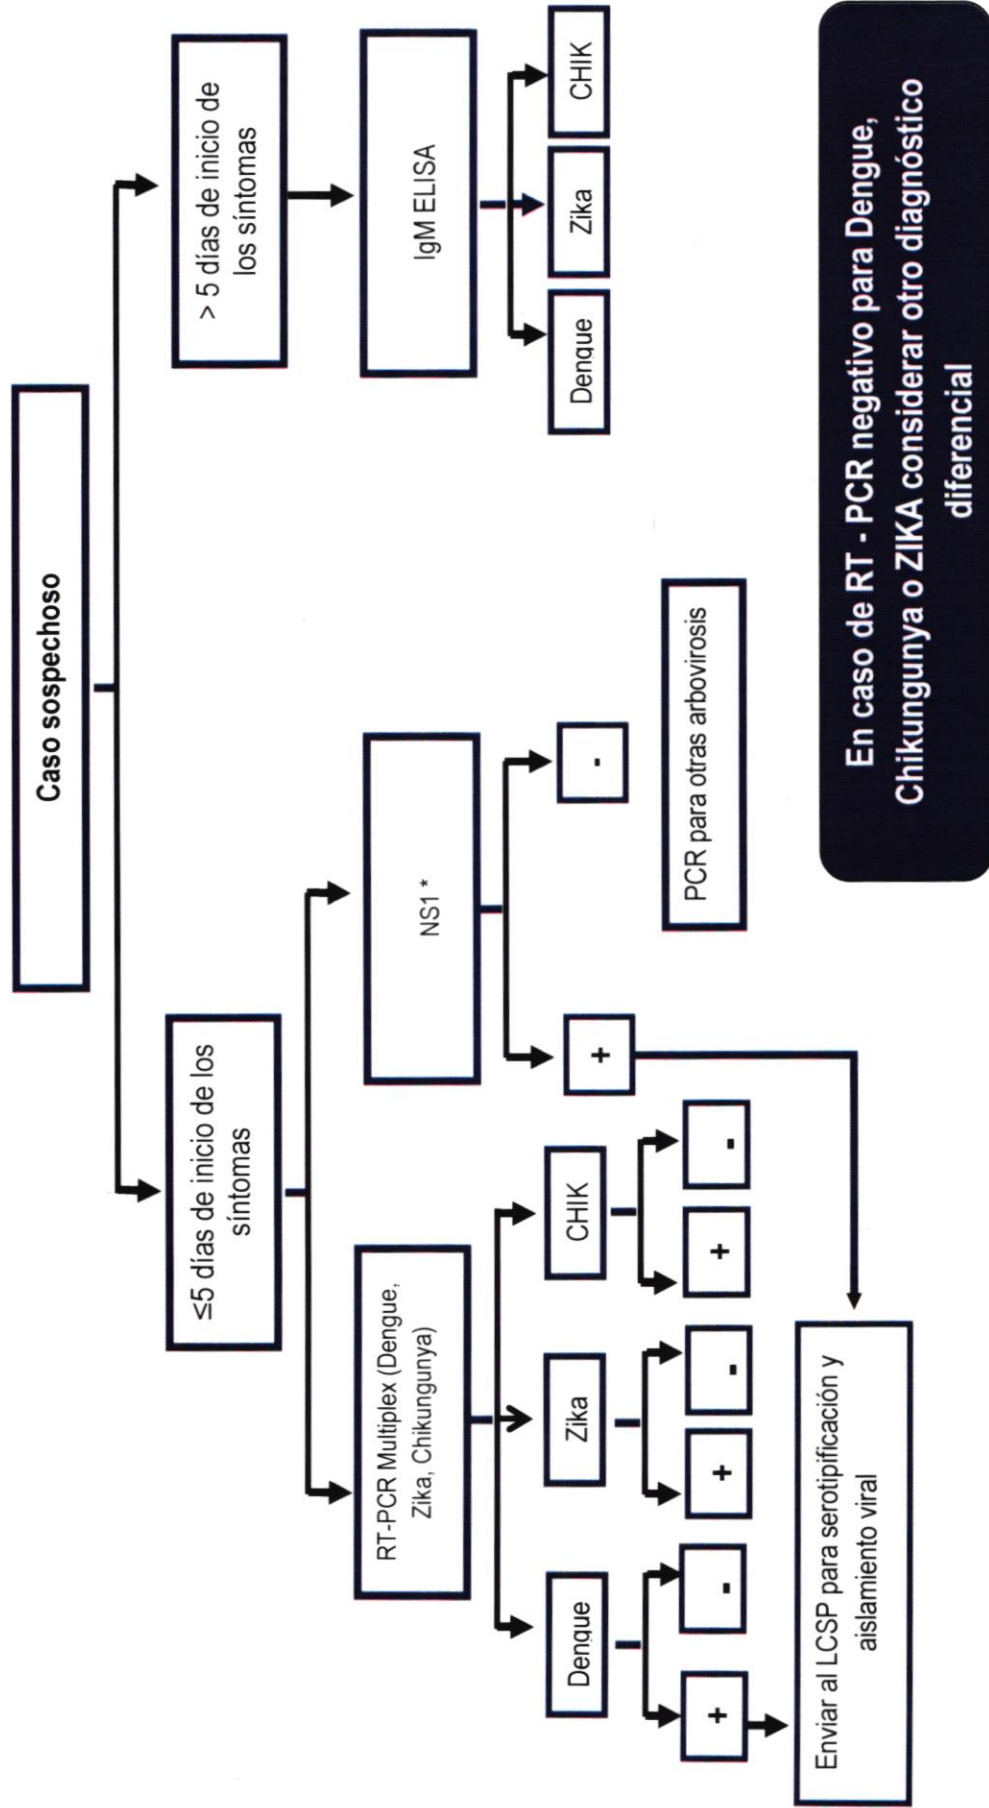 Caso sospechoso
≤5 días de inicio de los
síntomas
> 5 días de inicio de
los síntomas
RT-PCR Multiplex (Dengue,
Zika, Chikungunya)
NS1 *
IgM ELISA
Dengue
Zika
CHIK
+
-
+
-
+
-
+
-
Dengue
Zika
CHIK
PCR para otras arbovirosis
Enviar al LCSP para serotipificación y
aislamiento viral
En caso de RT - PCR negativo para Dengue,
Chikungunya o ZIKA considerar otro diagnóstico
diferencial